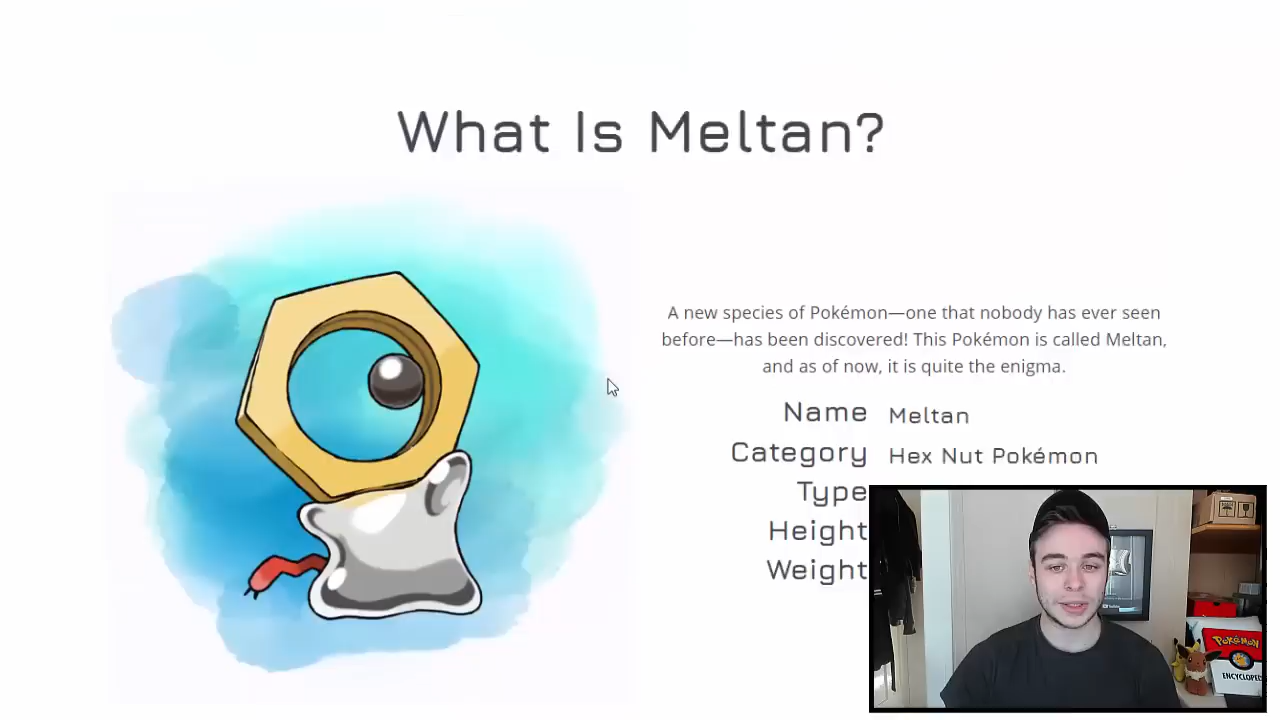 What Is Meltan?
A new species of Pokémon—one that nobody has ever seen
before—has been discovered! This Pokémon is called Meltan,
and as of now, it is quite the enigma.
Name Meltan
Category Hex Nut Pokémon
Type
Height
Weight
POKéMON
ENCYCLOPED